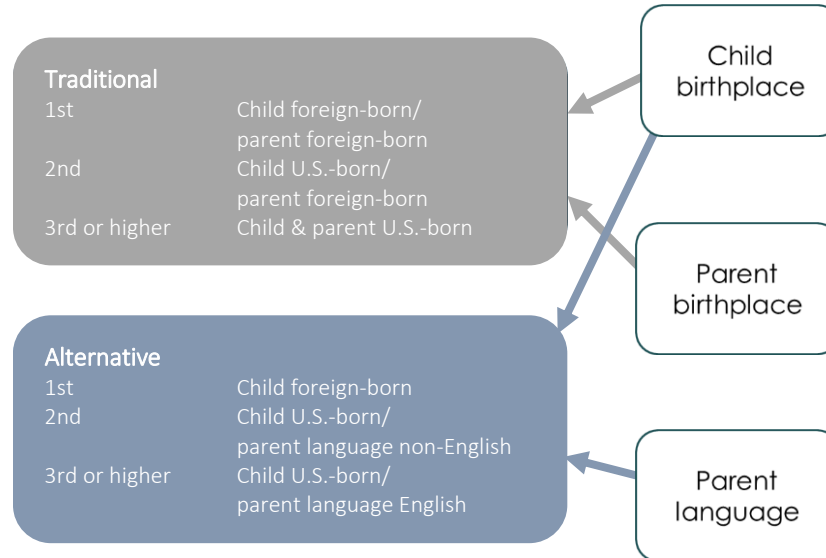 Traditional
1st Child foreign-born/
parent foreign-born
2nd Child U.S.-born/
parent foreign-born
3rd or higher Child & parent U.S.-born
Alternative
1st Child foreign-born
2nd Child U.S.-born/
parent language non-English
3rd or higher Child U.S.-born/
parent language English
Child
birthplace
Parent
birthplace
Parent
language